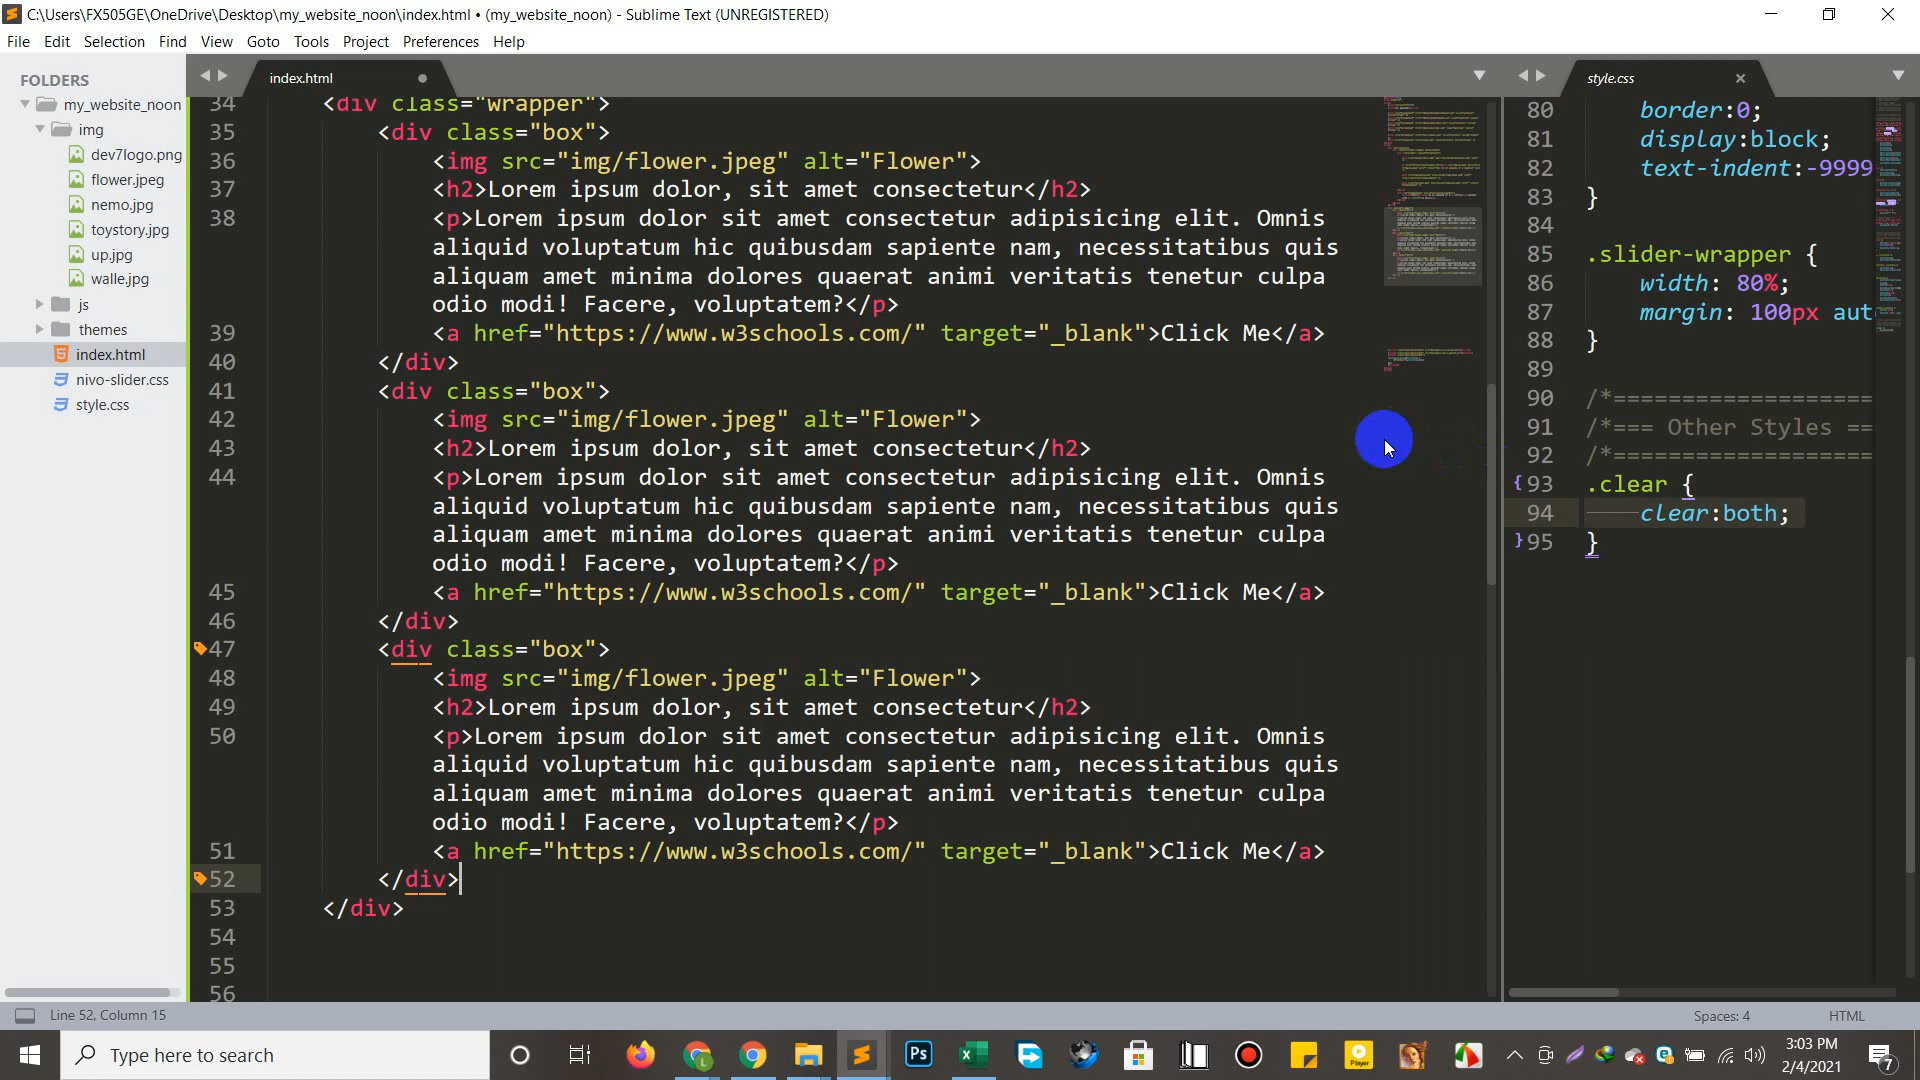 C:\Users\FX505GE\OneDrive\Desktop\my_website_noon\index.html • (my_website_noon) - Sublime Text (UNREGISTERED)
File Edit Selection Find View Goto Tools Project Preferences Help
FOLDERS
my_website_noon
img
dev7logo.png
flower.jpeg
nemo.jpg
toystory.jpg
up.jpg
walle.jpg
js
themes
index.html
nivo-slider.css
style.css
index.html
34 <div class="wrapper">
35 <div class="box">
36 <img src="img/flower.jpeg" alt="Flower">
37 <h2>Lorem ipsum dolor, sit amet consectetur</h2>
38 <p>Lorem ipsum dolor sit amet consectetur adipisicing elit. Omnis
aliquid voluptatum hic quibusdam sapiente nam, necessitatibus quis
aliquam amet minima dolores quaerat animi veritatis tenetur culpa
odio modi! Facere, voluptatem?</p>
39 <a href="https://www.w3schools.com/" target="_blank">Click Me</a>
40 </div>
41 <div class="box">
42 <img src="img/flower.jpeg" alt="Flower">
43 <h2>Lorem ipsum dolor, sit amet consectetur</h2>
44 <p>Lorem ipsum dolor sit amet consectetur adipisicing elit. Omnis
aliquid voluptatum hic quibusdam sapiente nam, necessitatibus quis
aliquam amet minima dolores quaerat animi veritatis tenetur culpa
odio modi! Facere, voluptatem?</p>
45 <a href="https://www.w3schools.com/" target="_blank">Click Me</a>
46 </div>
47 <div class="box">
48 <img src="img/flower.jpeg" alt="Flower">
49 <h2>Lorem ipsum dolor, sit amet consectetur</h2>
50 <p>Lorem ipsum dolor sit amet consectetur adipisicing elit. Omnis
aliquid voluptatum hic quibusdam sapiente nam, necessitatibus quis
aliquam amet minima dolores quaerat animi veritatis tenetur culpa
odio modi! Facere, voluptatem?</p>
51 <a href="https://www.w3schools.com/" target="_blank">Click Me</a>
52 </div>
53 </div>
54
55
56
style.css
80 border:0;
81 display:block;
82 text-indent:-9999
83 }
84
85 .slider-wrapper {
86 width: 80%;
87 margin: 100px aut
88 }
89
90 /*=====================
91 /*=== Other Styles ==
92 /*=====================
93 .clear {
94 clear:both;
95 }
Line 52, Column 15
Spaces: 4
HTML
Type here to search
Ps
Player
3:03 PM
2/4/2021
7